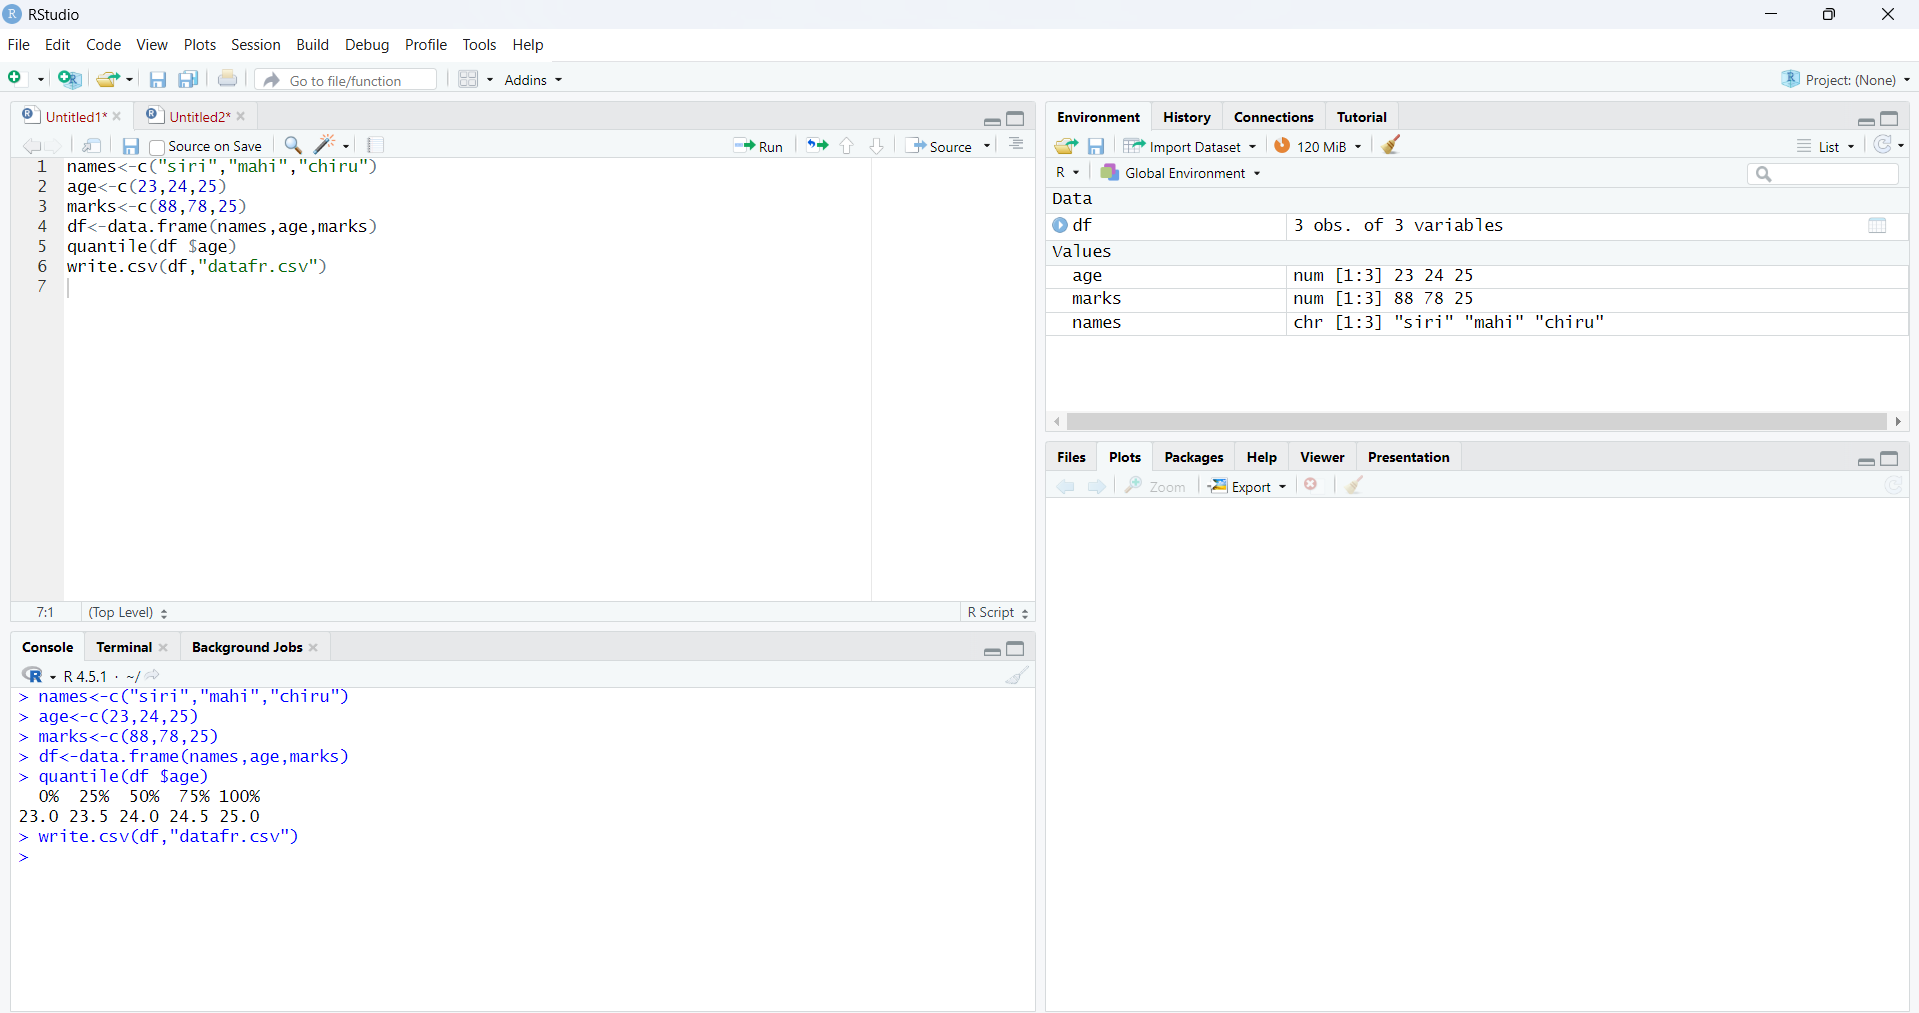 RStudio
File Edit Code View Plots Session Build Debug Profile Tools Help
Go to file/function Addins Project: (None)
Untitled1* Untitled2*
Source on Save Run Source
1 names<-c("siri","mahi","chiru")
2 age<-c(23,24,25)
3 marks<-c(88,78,25)
4 df<-data.frame(names,age,marks)
5 quantile(df $age)
6 write.csv(df,"datafr.csv")
7
7:1 (Top Level) R Script
Console Terminal Background Jobs
R 4.5.1 · ~/
> names<-c("siri","mahi","chiru")
> age<-c(23,24,25)
> marks<-c(88,78,25)
> df<-data.frame(names,age,marks)
> quantile(df $age)
0% 25% 50% 75% 100%
23.0 23.5 24.0 24.5 25.0
> write.csv(df,"datafr.csv")
>
Environment History Connections Tutorial
Import Dataset 120 MiB List
R Global Environment
Data
df 3 obs. of 3 variables
Values
age num [1:3] 23 24 25
marks num [1:3] 88 78 25
names chr [1:3] "siri" "mahi" "chiru"
Files Plots Packages Help Viewer Presentation
Zoom Export